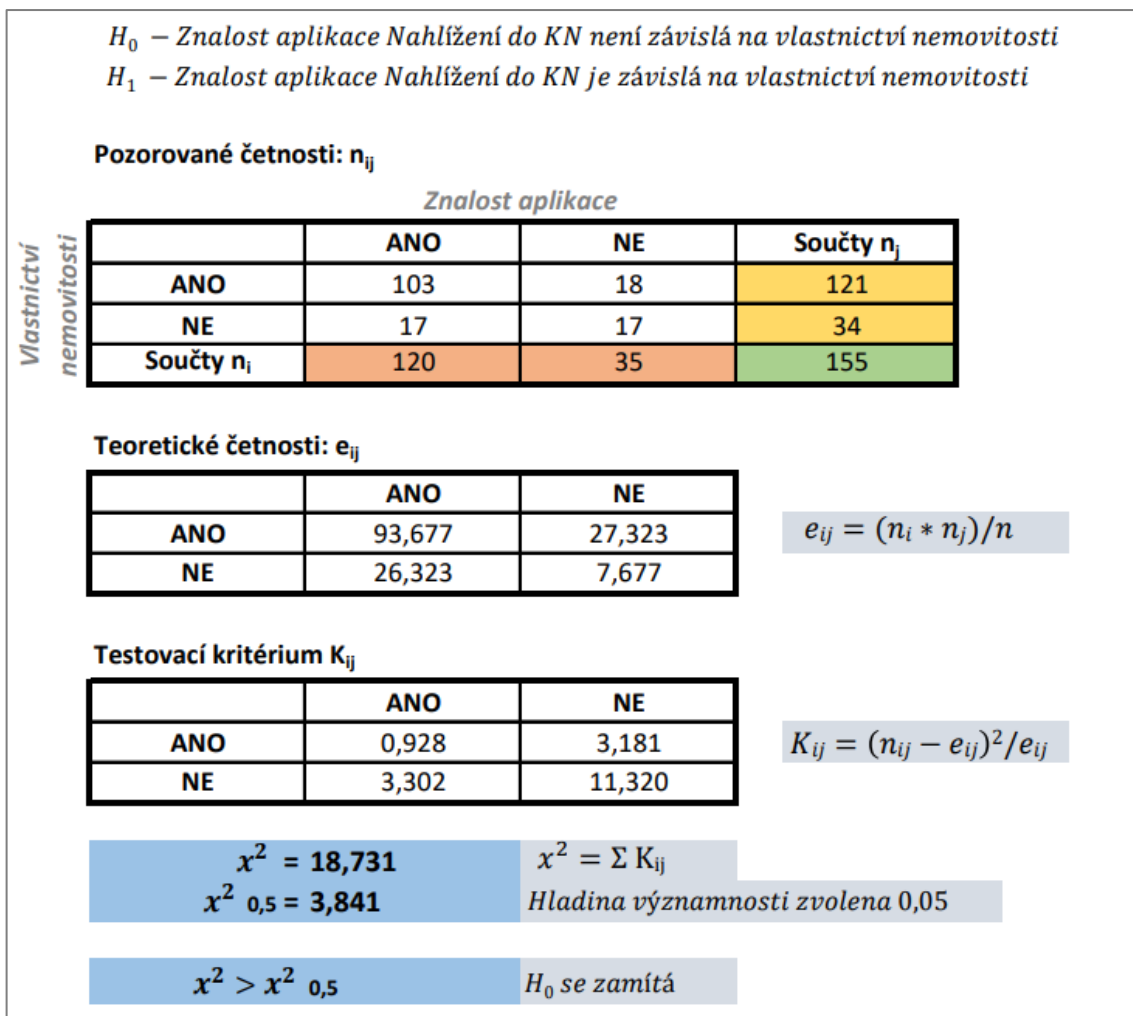 H₀ – Znalost aplikace Nahlížení do KN není závislá na vlastnictví nemovitosti
H₁ – Znalost aplikace Nahlížení do KN je závislá na vlastnictví nemovitosti
Pozorované četnosti: nᵢⱼ
Znalost aplikace
Vlastnictví
nemovitosti
ANO NE Součty nⱼ
ANO 103 18 121
NE 17 17 34
Součty nᵢ 120 35 155
Teoretické četnosti: eᵢⱼ
ANO NE
ANO 93,677 27,323
NE 26,323 7,677
eᵢⱼ = (nᵢ * nⱼ)/n
Testovací kritérium Kᵢⱼ
ANO NE
ANO 0,928 3,181
NE 3,302 11,320
Kᵢⱼ = (nᵢⱼ − eᵢⱼ)²/eᵢⱼ
x² = 18,731 x² = Σ Kᵢⱼ
x² 0,5 = 3,841 Hladina významnosti zvolena 0,05
x² > x² 0,5 H₀ se zamítá